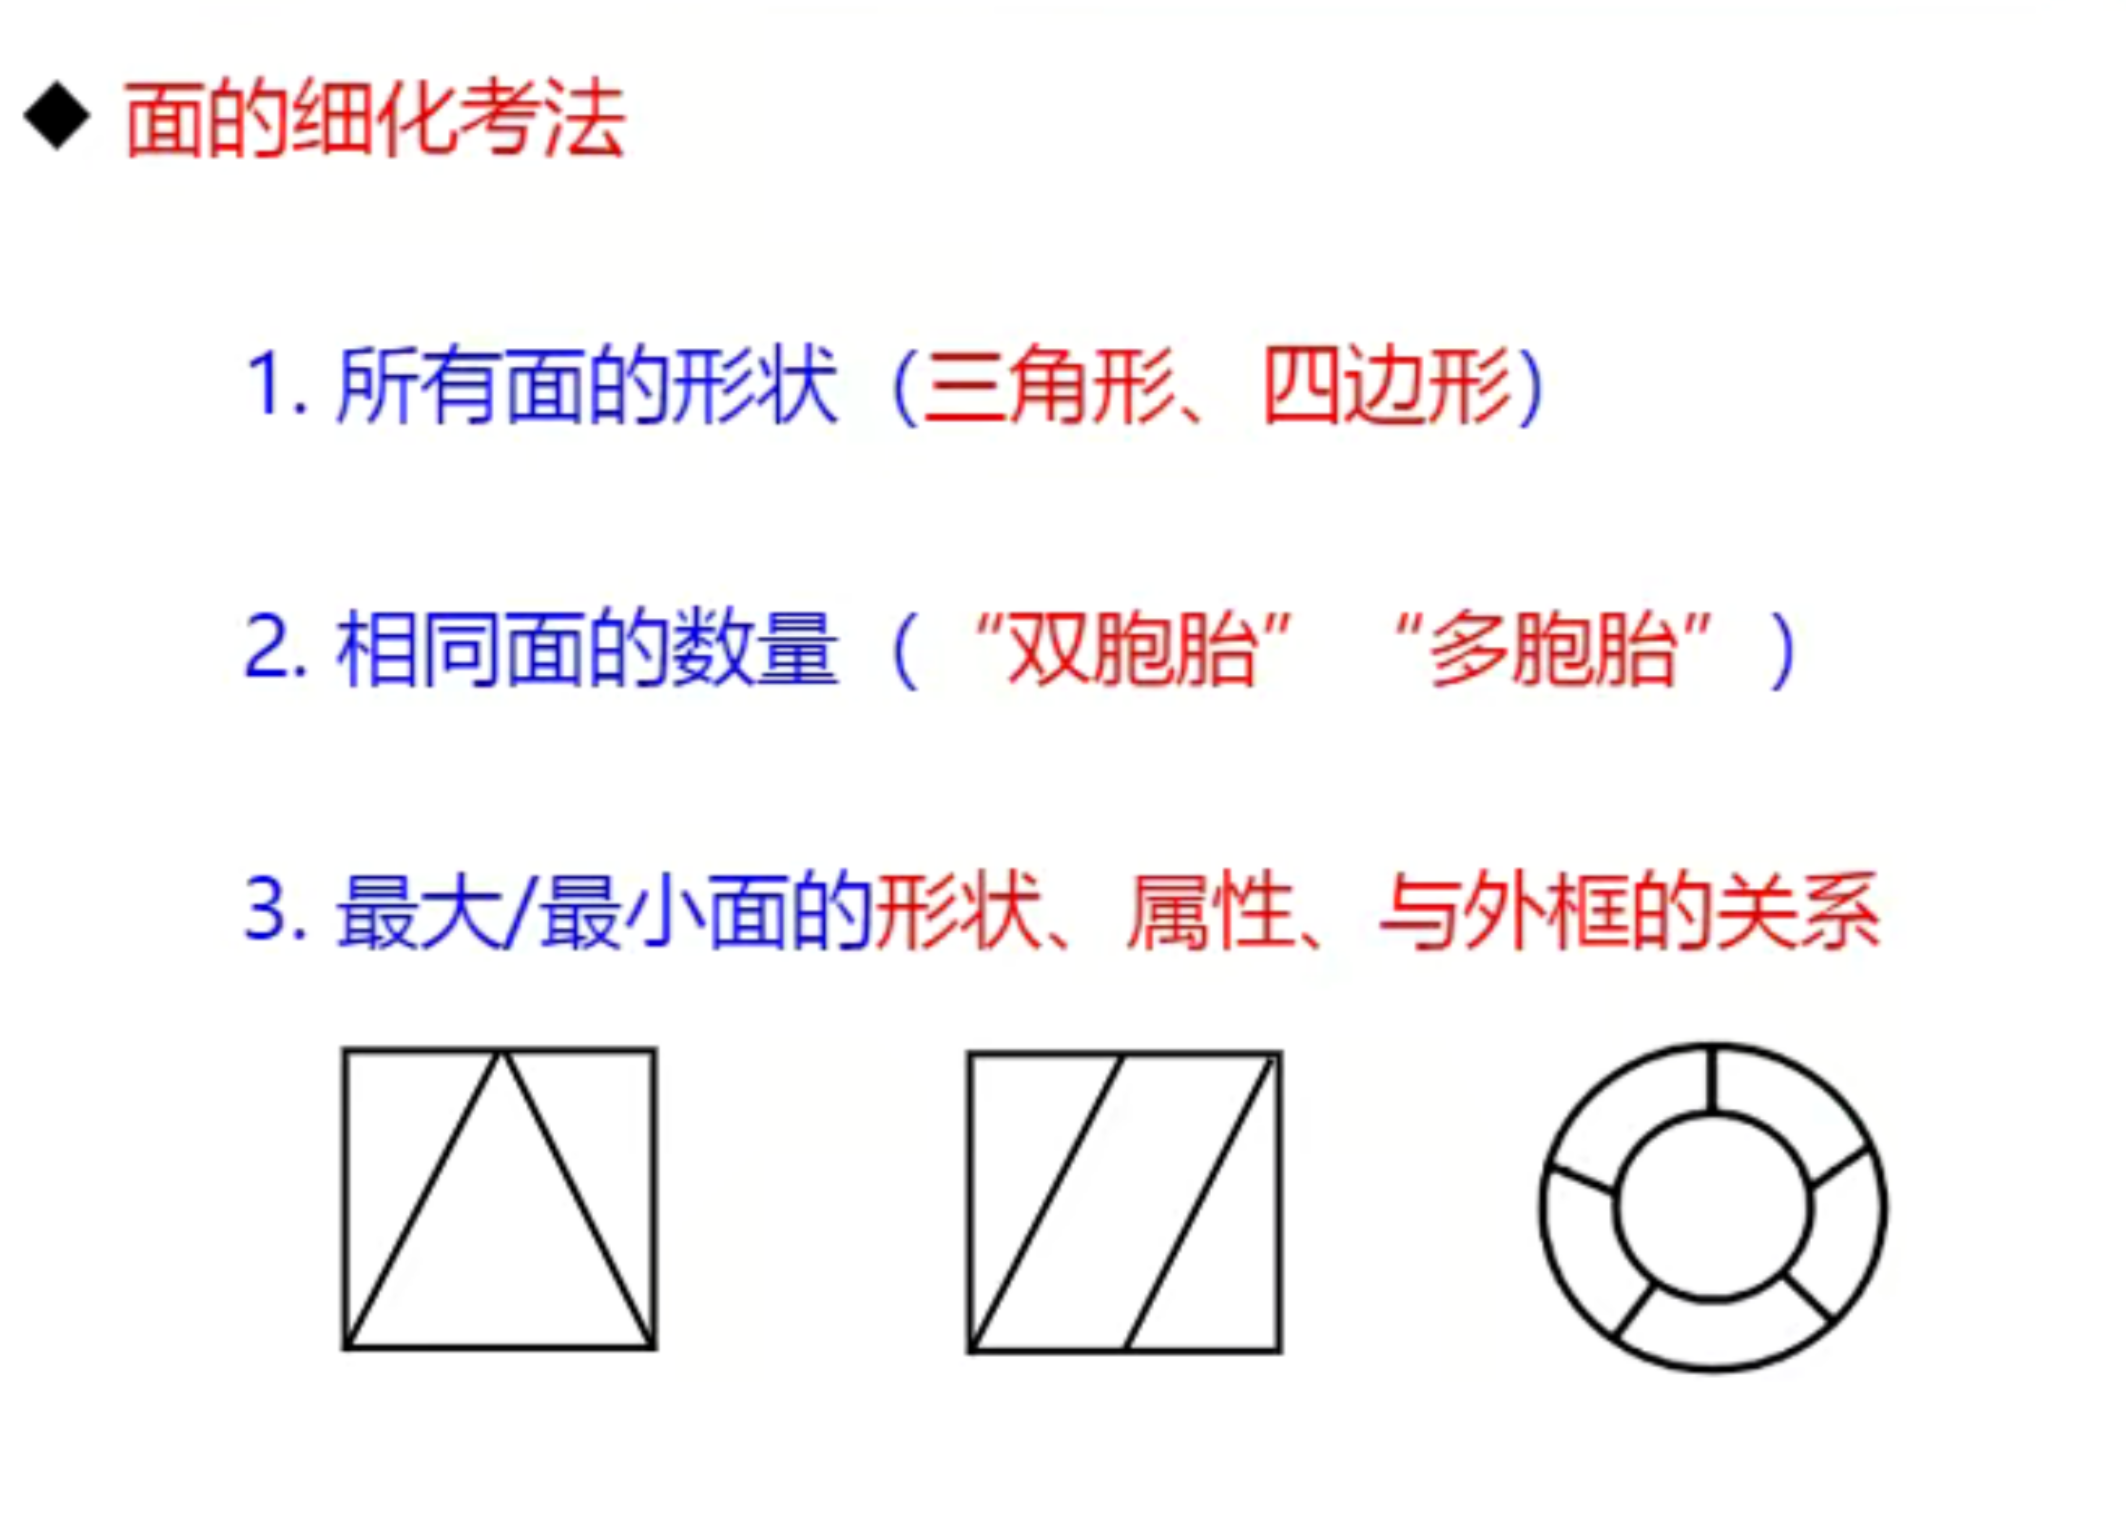 ◆ 面的细化考法
1. 所有面的形状（三角形、四边形）
2. 相同面的数量（“双胞胎” “多胞胎”）
3. 最大/最小面的形状、属性、与外框的关系